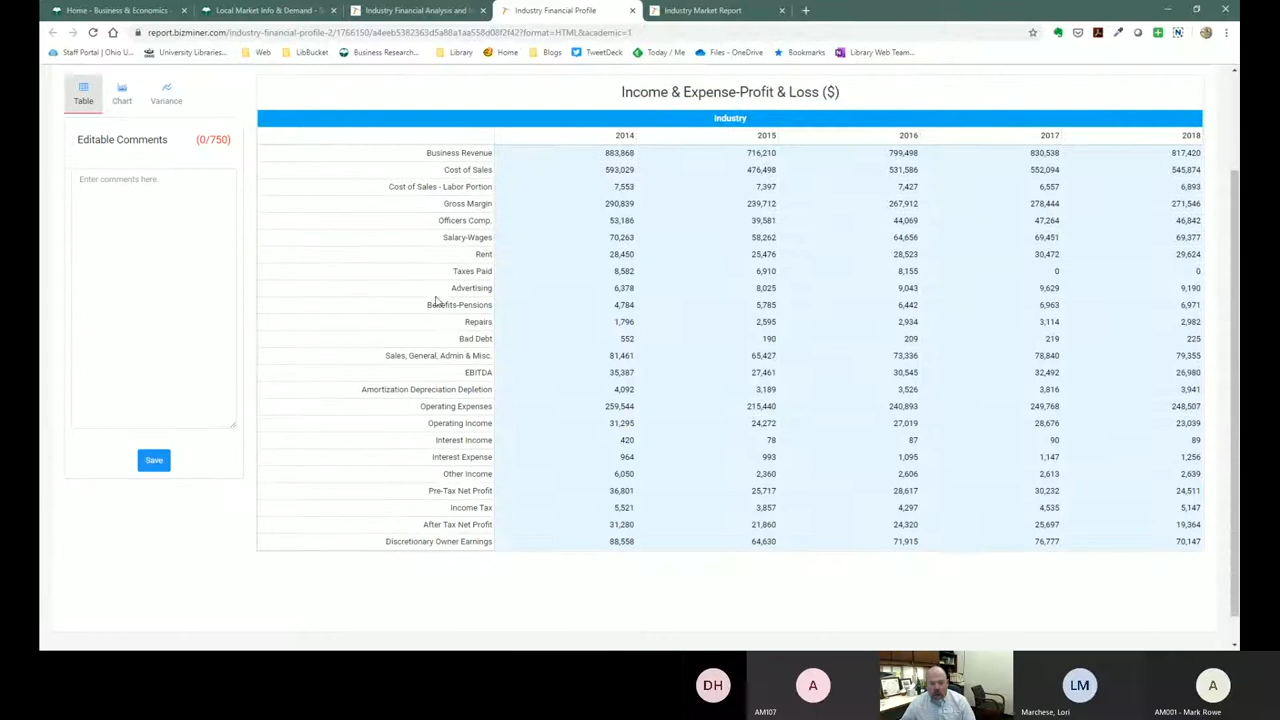 Home - Business & Economics
Local Market Info & Demand - S
Industry Financial Analysis and M
Industry Financial Profile
Industry Market Report
report.bizminer.com/industry-financial-profile-2/1766150/a4eeb5382363d5a88a1aa558d08f2f42?format=HTML&academic=1
Staff Portal | Ohio U...
University Libraries...
Web
LibBucket
Business Research...
Library
Home
Blogs
TweetDeck
Today / Me
Files - OneDrive
Bookmarks
Library Web Team...
Table
Chart
Variance
Editable Comments (0/750)
Enter comments here.
Save
Income & Expense-Profit & Loss ($)
Industry
2014 2015 2016 2017 2018
Business Revenue 883,868 716,210 799,498 830,538 817,420
Cost of Sales 593,029 476,498 531,586 552,094 545,874
Cost of Sales - Labor Portion 7,553 7,397 7,427 6,557 6,893
Gross Margin 290,839 239,712 267,912 278,444 271,546
Officers Comp. 53,186 39,581 44,069 47,264 46,842
Salary-Wages 70,263 58,262 64,656 69,451 69,377
Rent 28,450 25,476 28,523 30,472 29,624
Taxes Paid 8,582 6,910 8,155 0 0
Advertising 6,378 8,025 9,043 9,629 9,190
Benefits-Pensions 4,784 5,785 6,442 6,963 6,971
Repairs 1,796 2,595 2,934 3,114 2,982
Bad Debt 552 190 209 219 225
Sales, General, Admin & Misc. 81,461 65,427 73,336 78,840 79,355
EBITDA 35,387 27,461 30,545 32,492 26,980
Amortization Depreciation Depletion 4,092 3,189 3,526 3,816 3,941
Operating Expenses 259,544 215,440 240,893 249,768 248,507
Operating Income 31,295 24,272 27,019 28,676 23,039
Interest Income 420 78 87 90 89
Interest Expense 964 993 1,095 1,147 1,256
Other Income 6,050 2,360 2,606 2,613 2,639
Pre-Tax Net Profit 36,801 25,717 28,617 30,232 24,511
Income Tax 5,521 3,857 4,297 4,535 5,147
After Tax Net Profit 31,280 21,860 24,320 25,697 19,364
Discretionary Owner Earnings 88,558 64,630 71,915 76,777 70,147
DH
A
LM
A
AM107
Marchese, Lori
AM001 - Mark Rowe